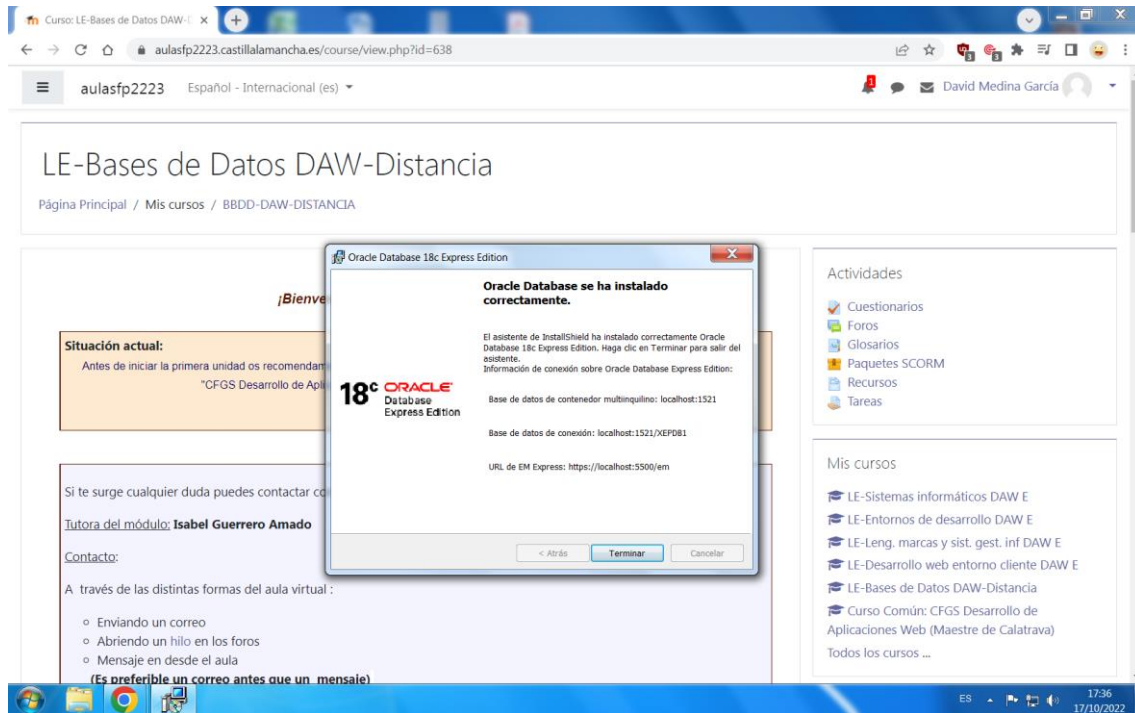 Curso: LE-Bases de Datos DAW-D
aulasfp2223.castillalamancha.es/course/view.php?id=638
3
3
aulasfp2223
Español - Internacional (es)
1
David Medina García
LE-Bases de Datos DAW-Distancia
Página Principal / Mis cursos / BBDD-DAW-DISTANCIA
¡Bienve
Situación actual:
Antes de iniciar la primera unidad os recomendam
"CFGS Desarrollo de Apli
Si te surge cualquier duda puedes contactar co
Tutora del módulo: Isabel Guerrero Amado
Contacto:
A través de las distintas formas del aula virtual :
Enviando un correo
Abriendo un hilo en los foros
Mensaje en desde el aula
(Es preferible un correo antes que un mensaje)
Oracle Database 18c Express Edition
Oracle Database se ha instalado
correctamente.
El asistente de InstallShield ha instalado correctamente Oracle
Database 18c Express Edition. Haga clic en Terminar para salir del
asistente.
Información de conexión sobre Oracle Database Express Edition:
Base de datos de contenedor multiinquilino: localhost:1521
Base de datos de conexión: localhost:1521/XEPDB1
URL de EM Express: https://localhost:5500/em
18c ORACLE
Database
Express Edition
< Atrás
Terminar
Cancelar
Actividades
Cuestionarios
Foros
Glosarios
Paquetes SCORM
Recursos
Tareas
Mis cursos
LE-Sistemas informáticos DAW E
LE-Entornos de desarrollo DAW E
LE-Leng. marcas y sist. gest. inf DAW E
LE-Desarrollo web entorno cliente DAW E
LE-Bases de Datos DAW-Distancia
Curso Común: CFGS Desarrollo de
Aplicaciones Web (Maestre de Calatrava)
Todos los cursos ...
ES
17:36
17/10/2022